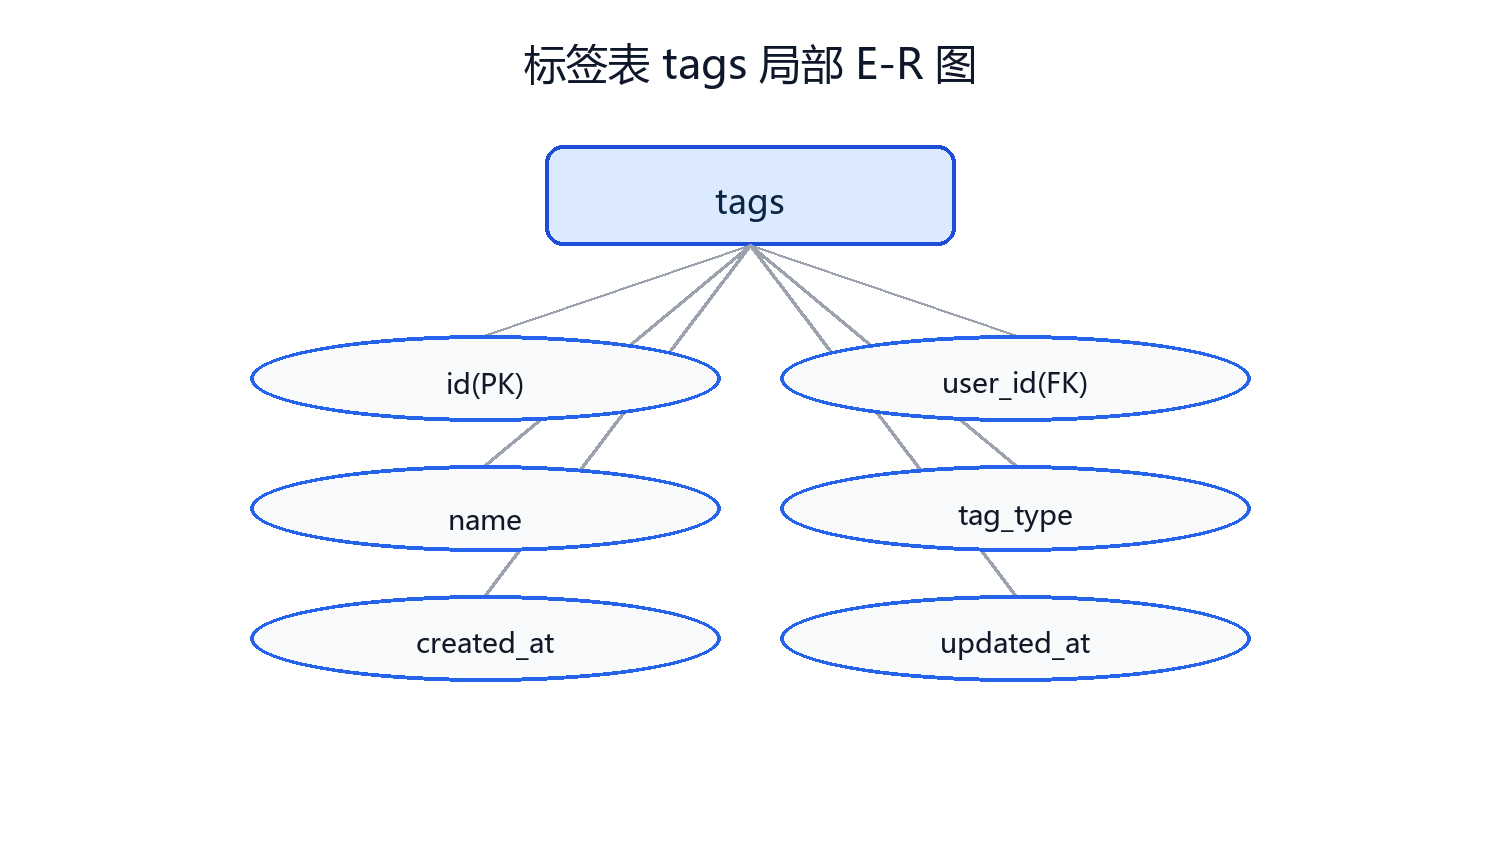 标签表 tags 局部 E-R 图
tags
id(PK)
user_id(FK)
name
tag_type
created_at
updated_at